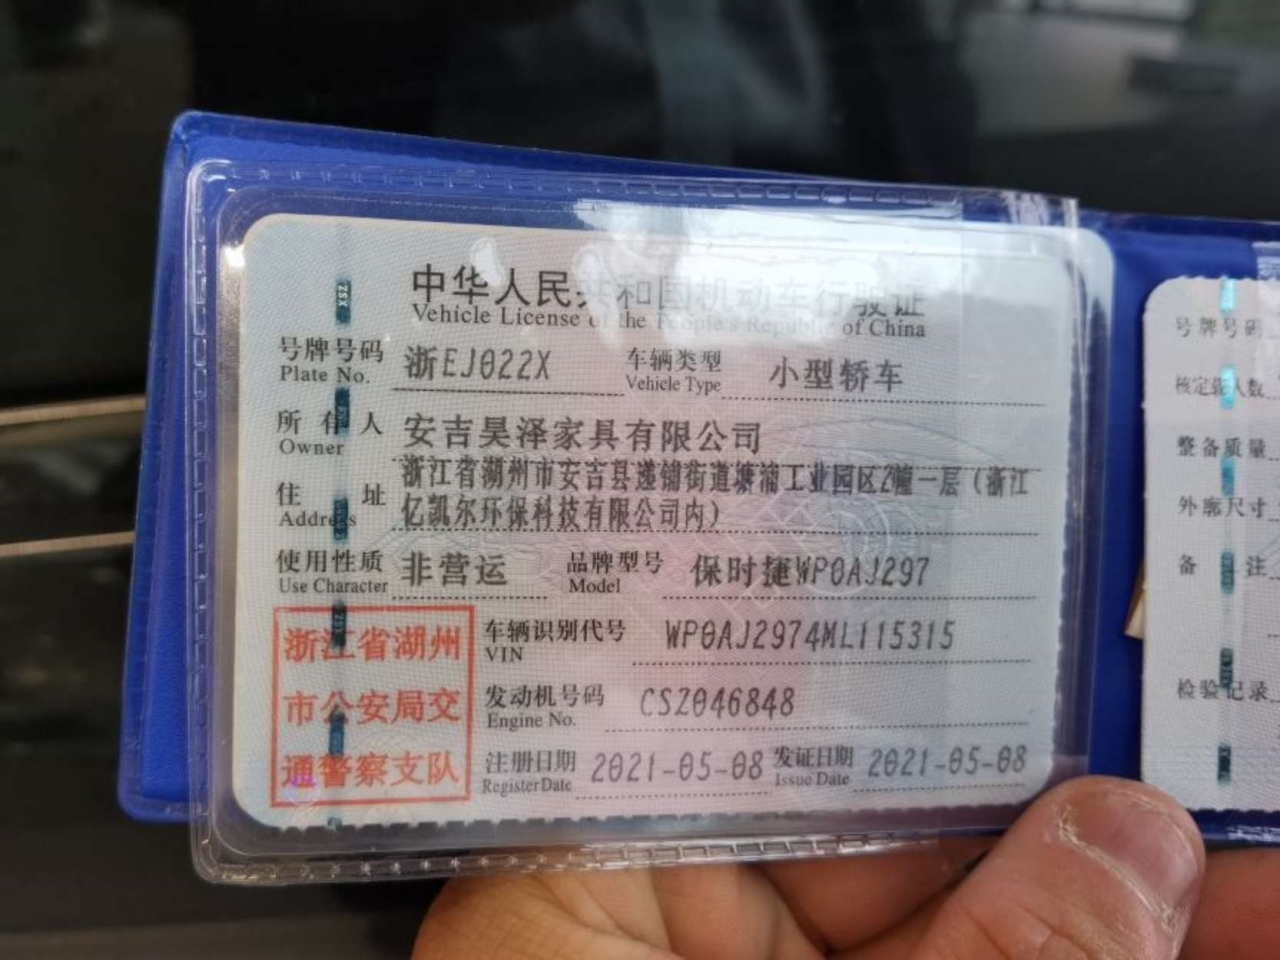 中华人民共和国机动车行驶证
Vehicle License of the People's Republic of China
号牌号码 浙EJ022X 车辆类型 小型轿车
Plate No. Vehicle Type
所有人 安吉昊泽家具有限公司
Owner
住址 浙江省湖州市安吉县递铺街道塘浦工业园区2幢一层（浙江
Address 亿凯尔环保科技有限公司内）
使用性质 非营运 品牌型号 保时捷WP0AJ297
Use Character Model
浙江省湖州
市公安局交
通警察支队
车辆识别代号 WP0AJ2974ML115315
VIN
发动机号码 CSZ046848
Engine No.
注册日期 2021-05-08 发证日期 2021-05-08
Register Date Issue Date
号牌号码
核定载人数
整备质量
外廓尺寸
备注
检验记录